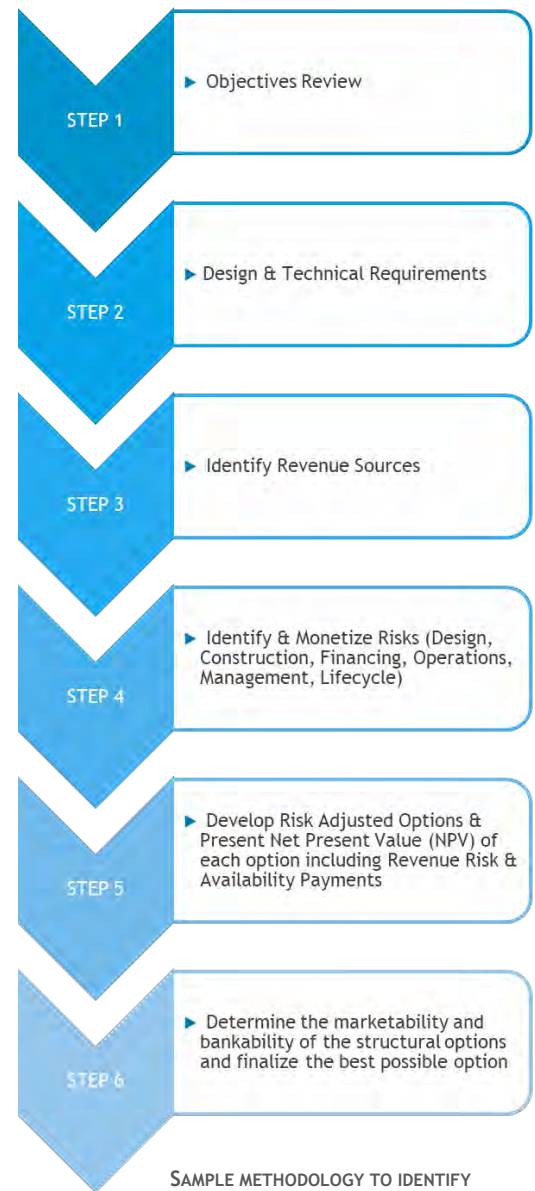 STEP 1
► Objectives Review
STEP 2
► Design & Technical Requirements
STEP 3
► Identify Revenue Sources
STEP 4
► Identify & Monetize Risks (Design,
Construction, Financing, Operations,
Management, Lifecycle)
STEP 5
► Develop Risk Adjusted Options &
Present Net Present Value (NPV) of
each option including Revenue Risk &
Availability Payments
STEP 6
► Determine the marketability and
bankability of the structural options
and finalize the best possible option
SAMPLE METHODOLOGY TO IDENTIFY